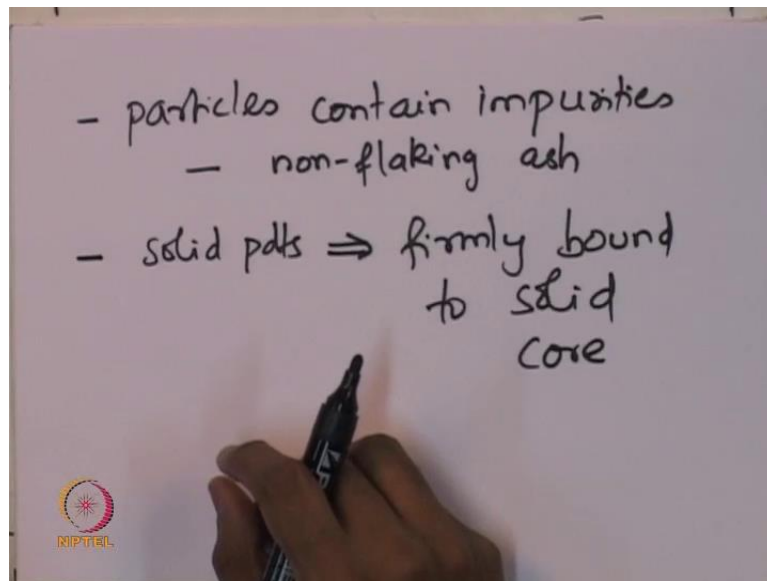 - particles contain impurities
- non-flaking ash
- solid pdts ⇒ firmly bound
to solid
core
NPTEL